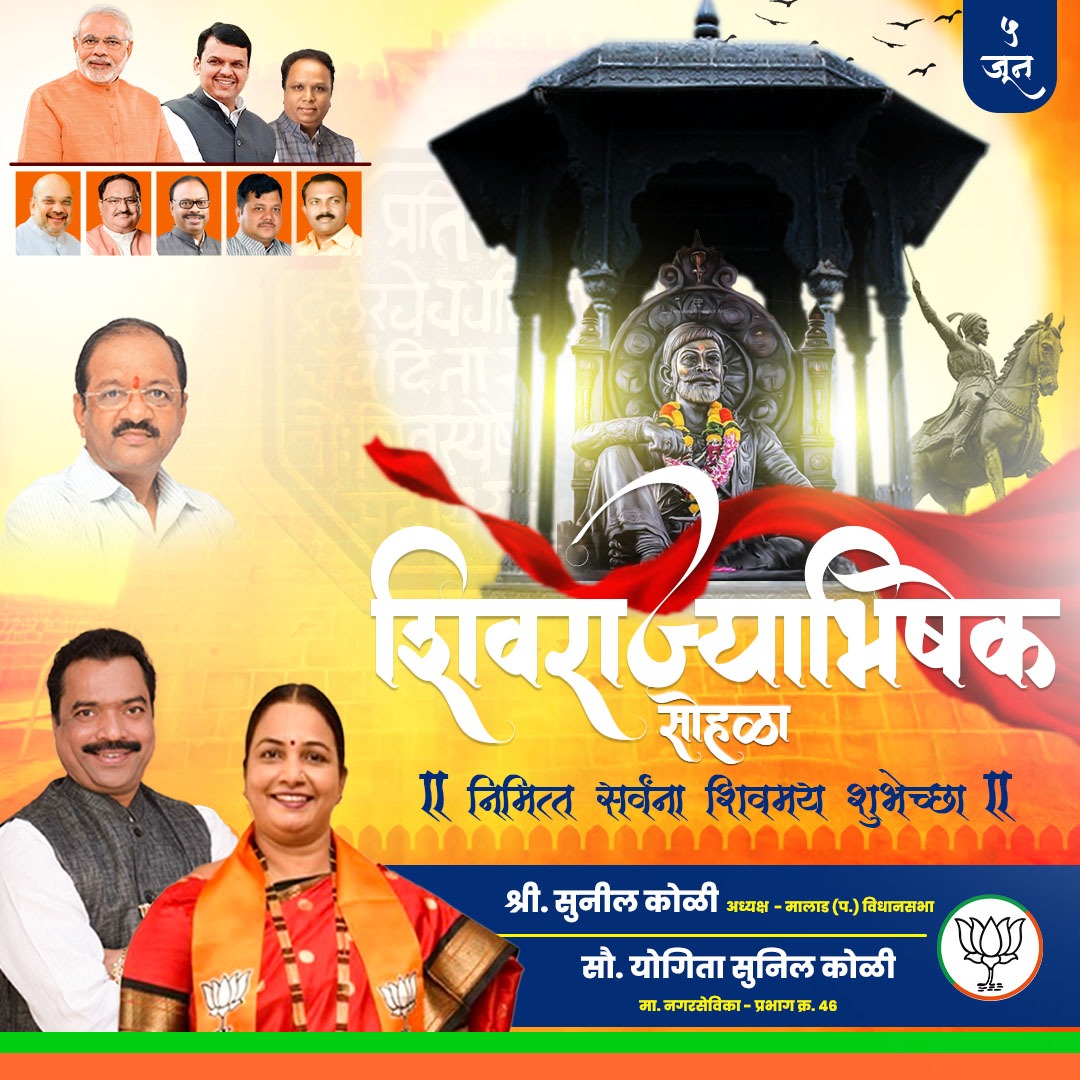 ५
जून
शिवराज्याभिषेक
सोहळा
॥ निमित्त सर्वंना शिवमय शुभेच्छा ॥
श्री. सुनील कोळी अध्यक्ष - मालाड (प.) विधानसभा
सौ. योगिता सुनिल कोळी
मा. नगरसेविका - प्रभाग क्र. 46